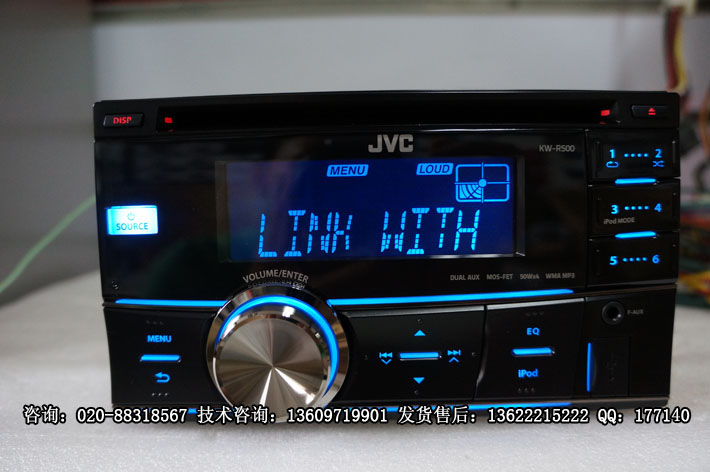 DISP
JVC
KW-R500
MENU LOUD
LINK WITH
SOURCE
1 2
3 4
iPod MODE
5 6
DUAL AUX MOS-FET 50Wx4 WMA MP3
VOLUME/ENTER
MENU
EQ
iPod
F-AUX
咨询: 020-88318567 技术咨询: 13609719901 发货售后: 13622215222 QQ: 177140